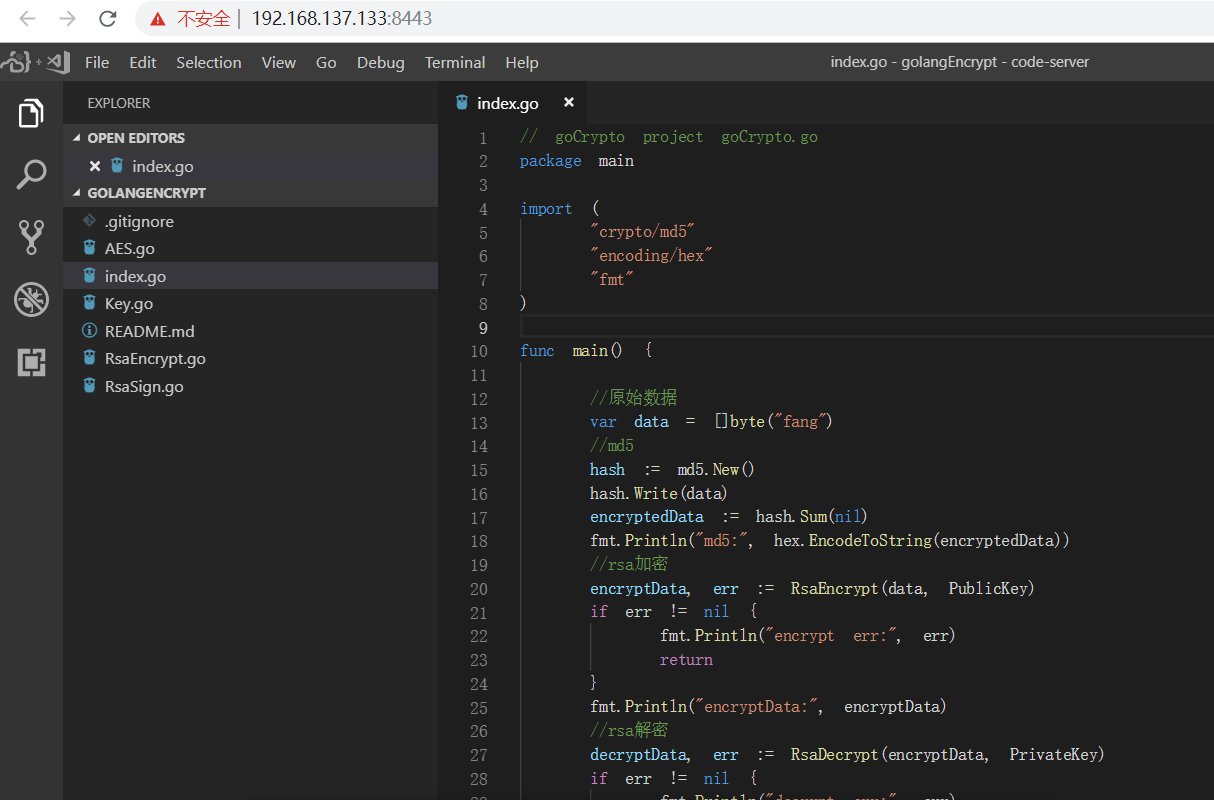 不安全 | 192.168.137.133:8443
File Edit Selection View Go Debug Terminal Help
index.go - golangEncrypt - code-server
EXPLORER
OPEN EDITORS
index.go
GOLANGENCRYPT
.gitignore
AES.go
index.go
Key.go
README.md
RsaEncrypt.go
RsaSign.go
index.go
1 // goCrypto project goCrypto.go
2 package main
3
4 import (
5 "crypto/md5"
6 "encoding/hex"
7 "fmt"
8 )
9
10 func main() {
11
12 //原始数据
13 var data = []byte("fang")
14 //md5
15 hash := md5.New()
16 hash.Write(data)
17 encryptedData := hash.Sum(nil)
18 fmt.Println("md5:", hex.EncodeToString(encryptedData))
19 //rsa加密
20 encryptData, err := RsaEncrypt(data, PublicKey)
21 if err != nil {
22 fmt.Println("encrypt err:", err)
23 return
24 }
25 fmt.Println("encryptData:", encryptData)
26 //rsa解密
27 decryptData, err := RsaDecrypt(encryptData, PrivateKey)
28 if err != nil {